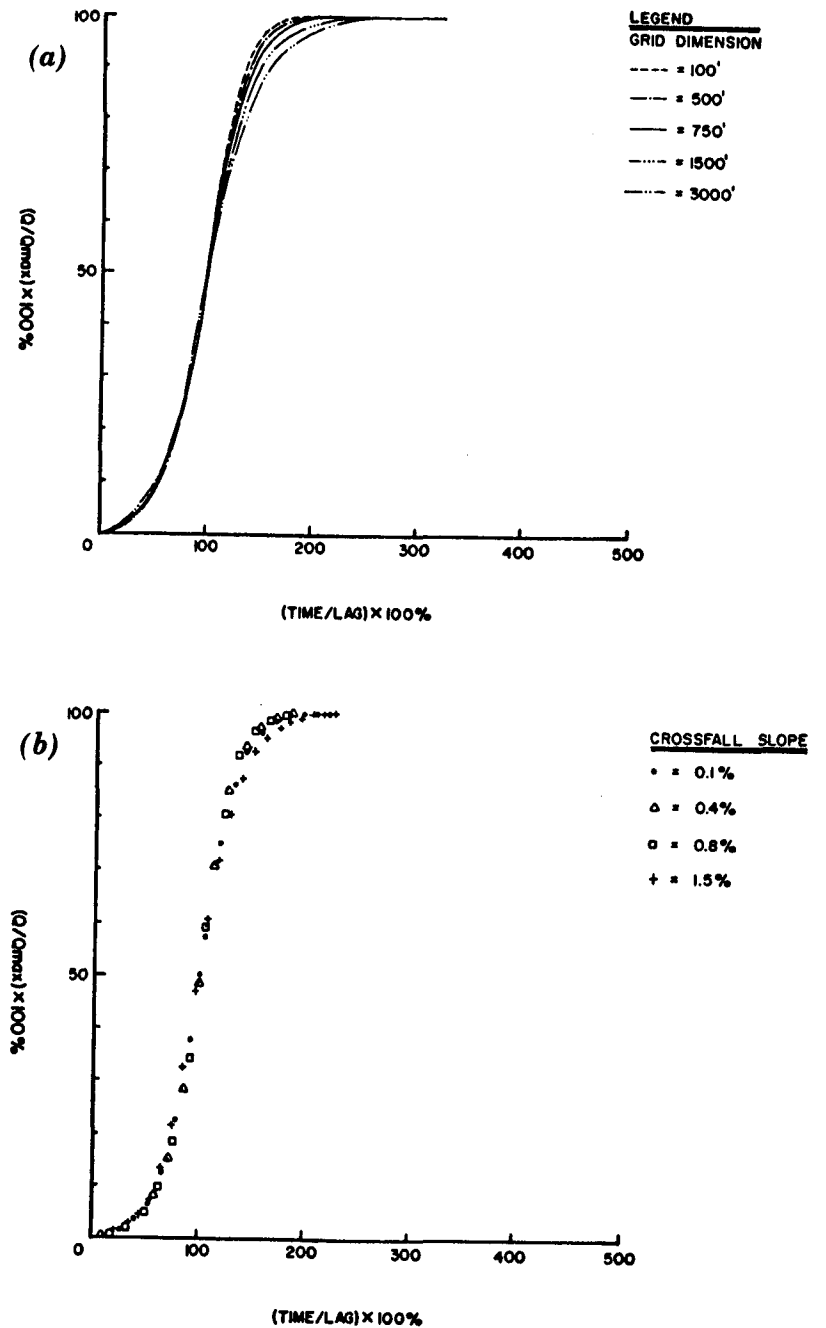 (a)
100
50
0
100
200
300
400
500
(Q/Qmax) X 100%
(TIME/LAG) X 100%
LEGEND
GRID DIMENSION
= 100'
= 500'
= 750'
= 1500'
= 3000'
(b)
100
50
0
100
200
300
400
500
(Q/Qmax) X 100%
(TIME/LAG) X 100%
CROSSFALL SLOPE
• = 0.1%
△ = 0.4%
□ = 0.8%
+ = 1.5%